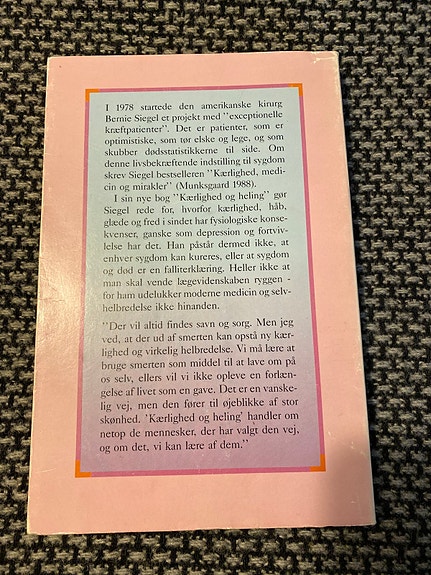 I 1978 startede den amerikanske kirurg
Bernie Siegel et projekt med "exceptionelle
kræftpatienter". Det er patienter, som er
optimistiske, som tør elske og lege, og som
skubber dødsstatistikkerne til side. Om
denne livsbekræftende indstilling til sygdom
skrev Siegel bestselleren "Kærlighed, medi-
cin og mirakler" (Munksgaard 1988).
I sin nye bog "Kærlighed og heling" gør
Siegel rede for, hvorfor kærlighed, håb,
glæde og fred i sindet har fysiologiske konse-
kvenser, ganske som depression og fortviv-
lelse har det. Han påstår dermed ikke, at
enhver sygdom kan kureres, eller at sygdom
og død er en falliterklæring. Heller ikke at
man skal vende lægevidenskaben ryggen -
for ham udelukker moderne medicin og selv-
helbredelse ikke hinanden.
"Der vil altid findes savn og sorg. Men jeg
ved, at der ud af smerten kan opstå ny kær-
lighed og virkelig helbredelse. Vi må lære at
bruge smerten som middel til at lave om på
os selv, ellers vil vi ikke opleve en forlæn-
gelse af livet som en gave. Det er en vanske-
lig vej, men den fører til øjeblikke af stor
skønhed. 'Kærlighed og heling' handler om
netop de mennesker, der har valgt den vej,
og om det, vi kan lære af dem."